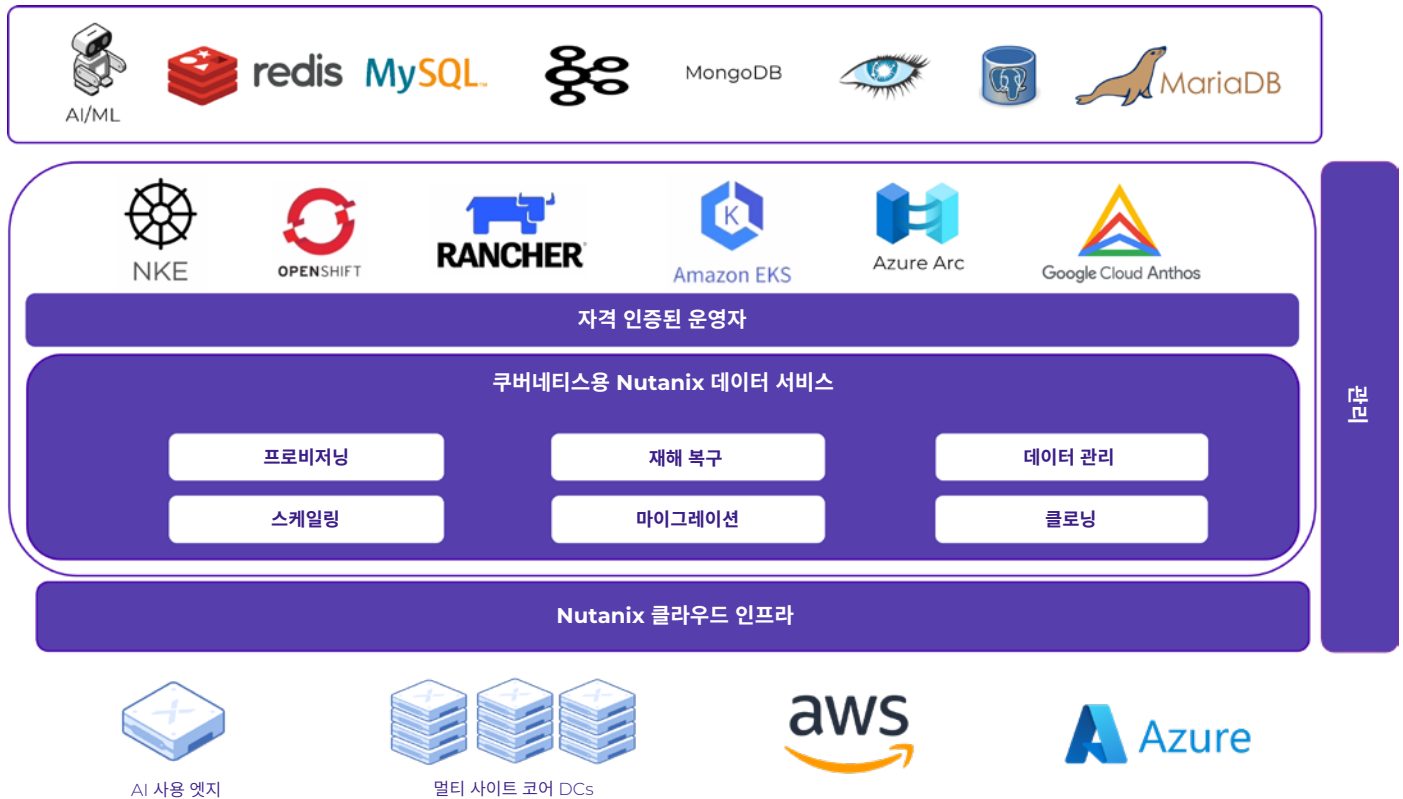 AI/ML
redis
MySQL™
MongoDB
MariaDB
NKE
OPENSHIFT
RANCHER
K
Amazon EKS
Azure Arc
Google Cloud Anthos
자격 인증된 운영자
쿠버네티스용 Nutanix 데이터 서비스
프로비저닝
재해 복구
데이터 관리
스케일링
마이그레이션
클로닝
관리
Nutanix 클라우드 인프라
aws
Azure
AI 사용 엣지
멀티 사이트 코어 DCs